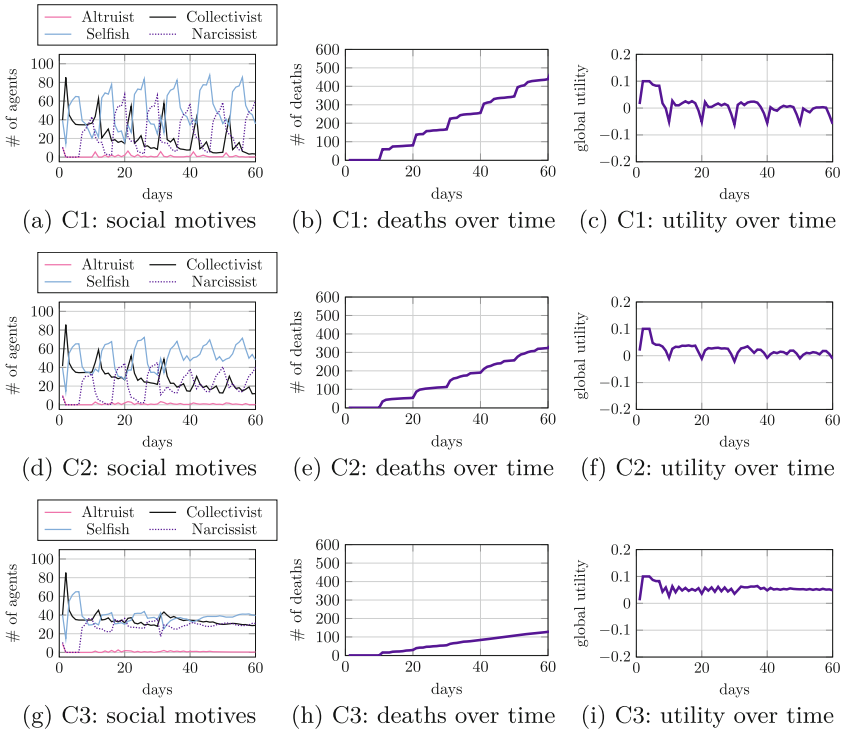 Altruist Collectivist
Selfish Narcissist
100
80
60
40
20
0
# of agents
0 20 40 60
days
(a) C1: social motives
600
500
400
300
200
100
0
# of deaths
0 20 40 60
days
(b) C1: deaths over time
0.2
0.1
0
−0.1
−0.2
global utility
0 20 40 60
days
(c) C1: utility over time
Altruist Collectivist
Selfish Narcissist
100
80
60
40
20
0
# of agents
0 20 40 60
days
(d) C2: social motives
600
500
400
300
200
100
0
# of deaths
0 20 40 60
days
(e) C2: deaths over time
0.2
0.1
0
−0.1
−0.2
global utility
0 20 40 60
days
(f) C2: utility over time
Altruist Collectivist
Selfish Narcissist
100
80
60
40
20
0
# of agents
0 20 40 60
days
(g) C3: social motives
600
500
400
300
200
100
0
# of deaths
0 20 40 60
days
(h) C3: deaths over time
0.2
0.1
0
−0.1
−0.2
global utility
0 20 40 60
days
(i) C3: utility over time